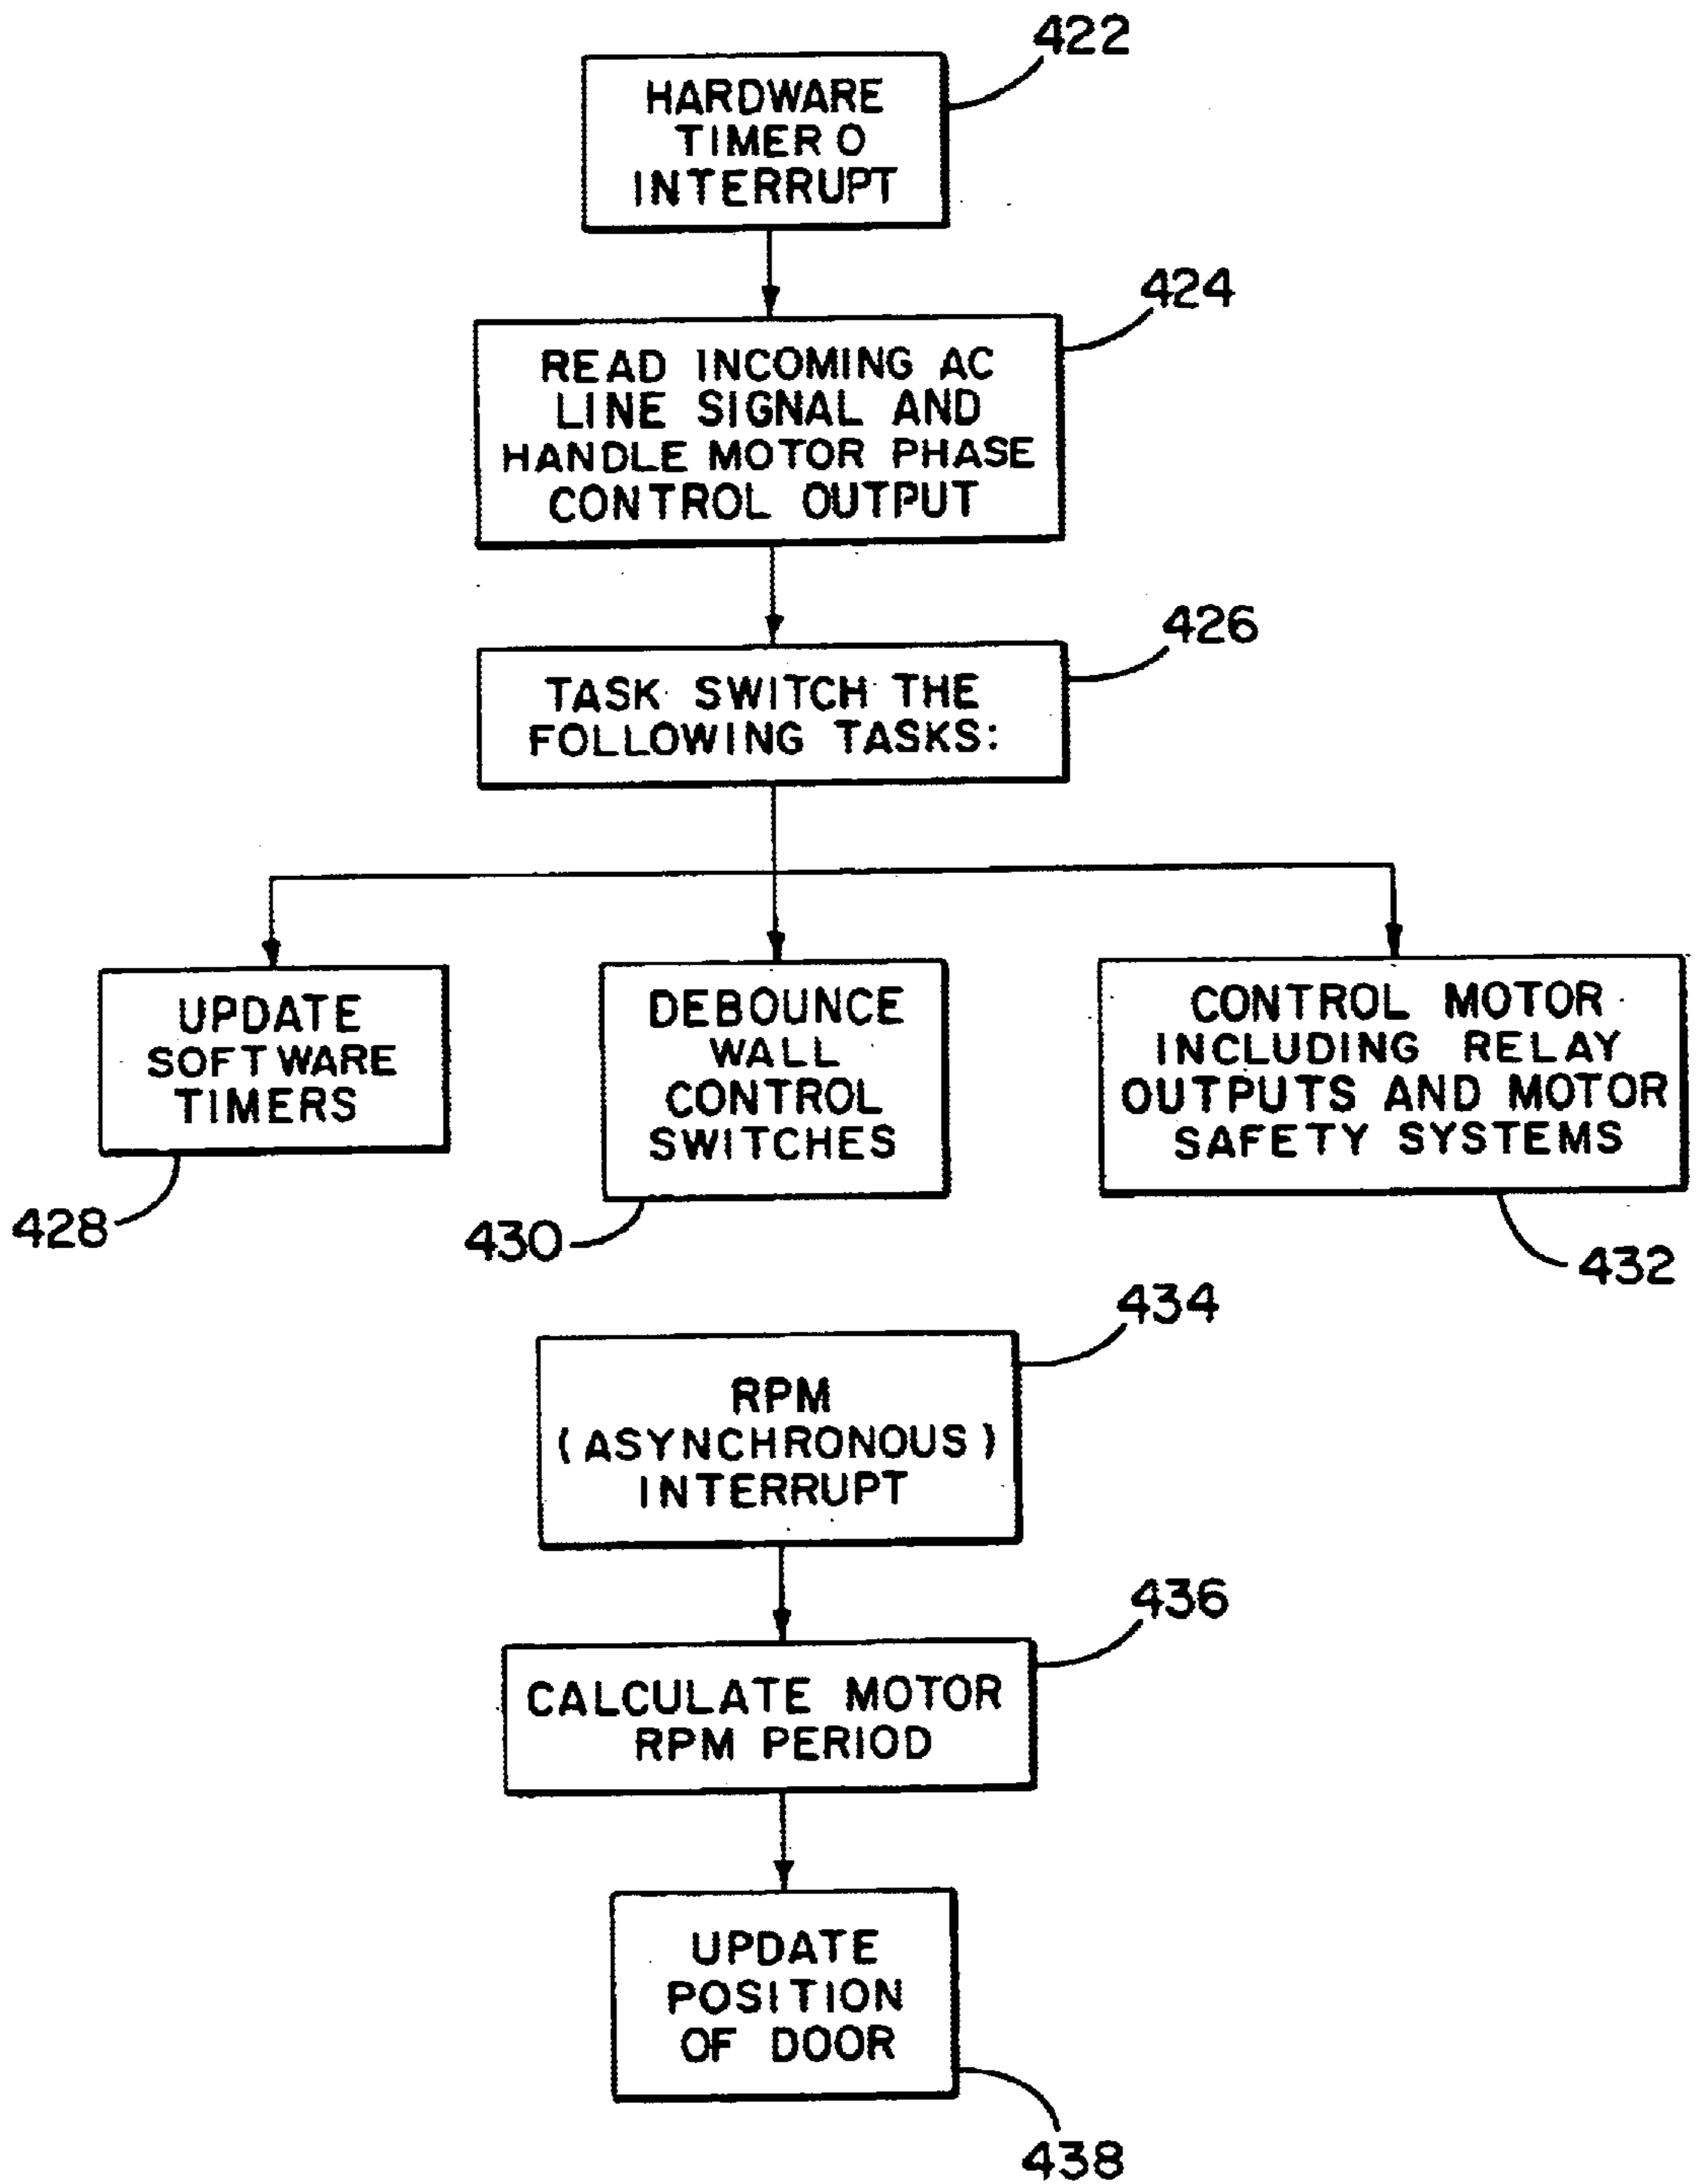 422
HARDWARE
TIMER 0
INTERRUPT
424
READ INCOMING AC
LINE SIGNAL AND
HANDLE MOTOR PHASE
CONTROL OUTPUT
426
TASK SWITCH THE
FOLLOWING TASKS:
UPDATE
SOFTWARE
TIMERS
428
DEBOUNCE
WALL
CONTROL
SWITCHES
430
CONTROL MOTOR
INCLUDING RELAY
OUTPUTS AND MOTOR
SAFETY SYSTEMS
432
434
RPM
(ASYNCHRONOUS)
INTERRUPT
436
CALCULATE MOTOR
RPM PERIOD
UPDATE
POSITION
OF DOOR
438